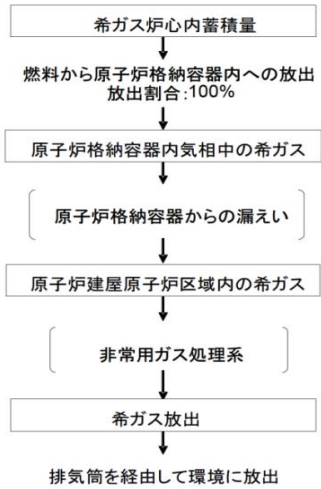 希ガス炉心内蓄積量
燃料から原子炉格納容器内への放出
放出割合:100%
原子炉格納容器内気相中の希ガス
原子炉格納容器からの漏えい
原子炉建屋原子炉区域内の希ガス
非常用ガス処理系
希ガス放出
排気筒を経由して環境に放出